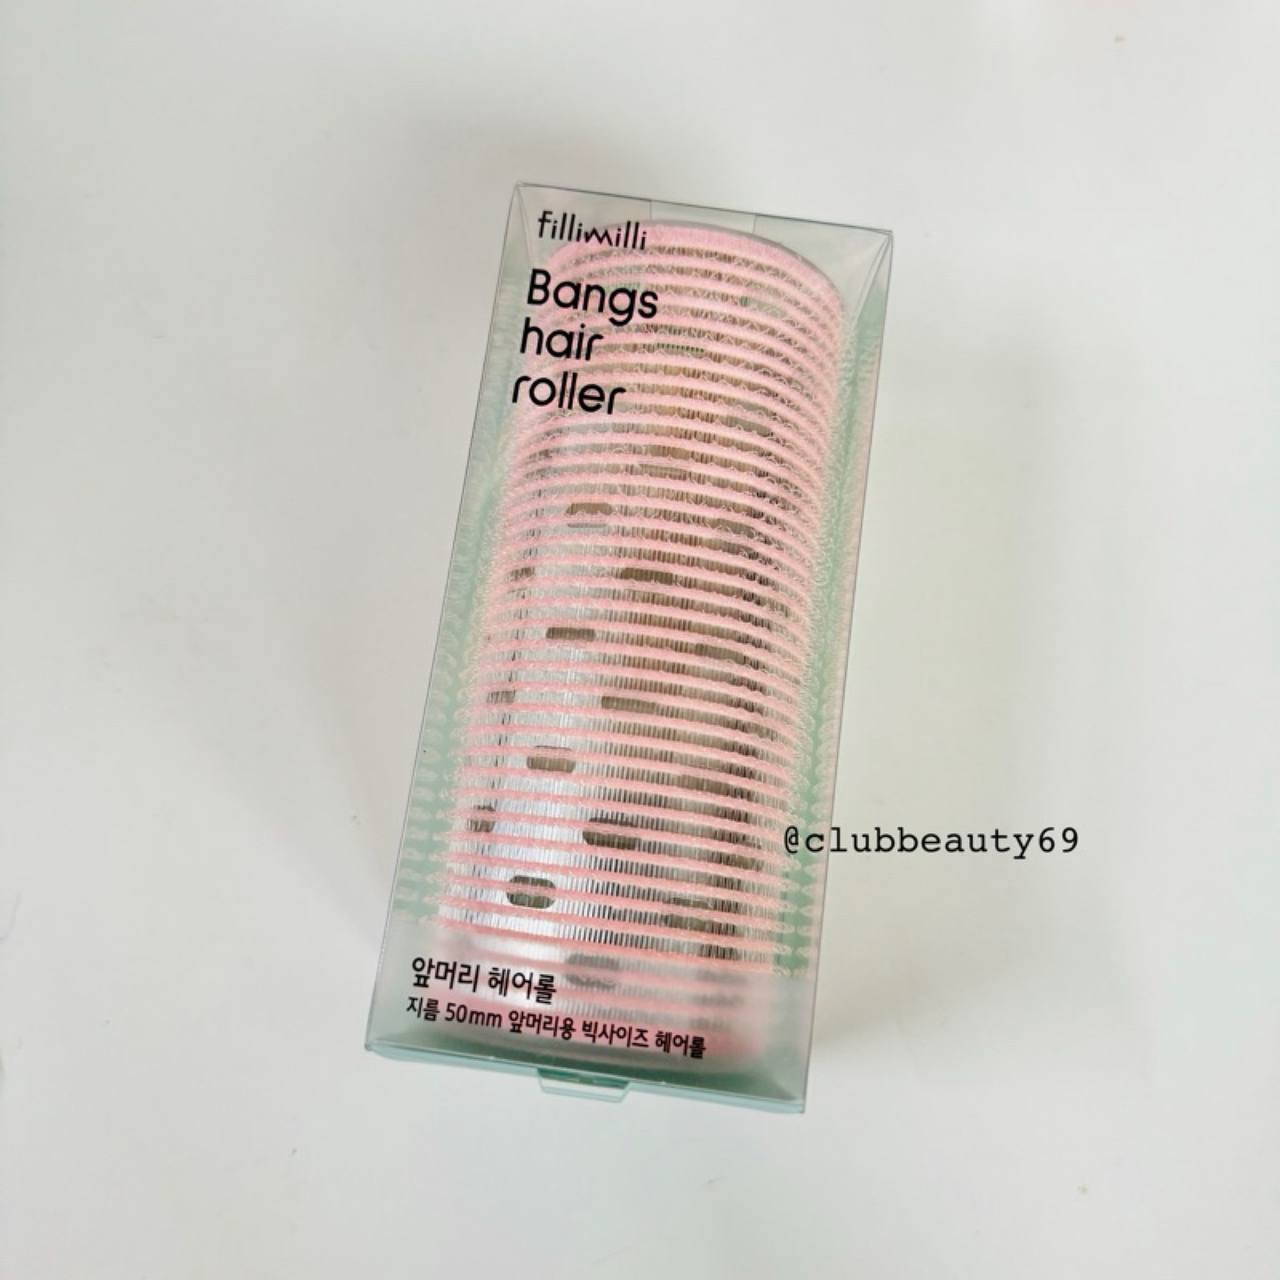 fillimilli
Bangs
hair
roller
@clubbeauty69
앞머리 헤어롤
지름 50mm 앞머리용 빅사이즈 헤어롤